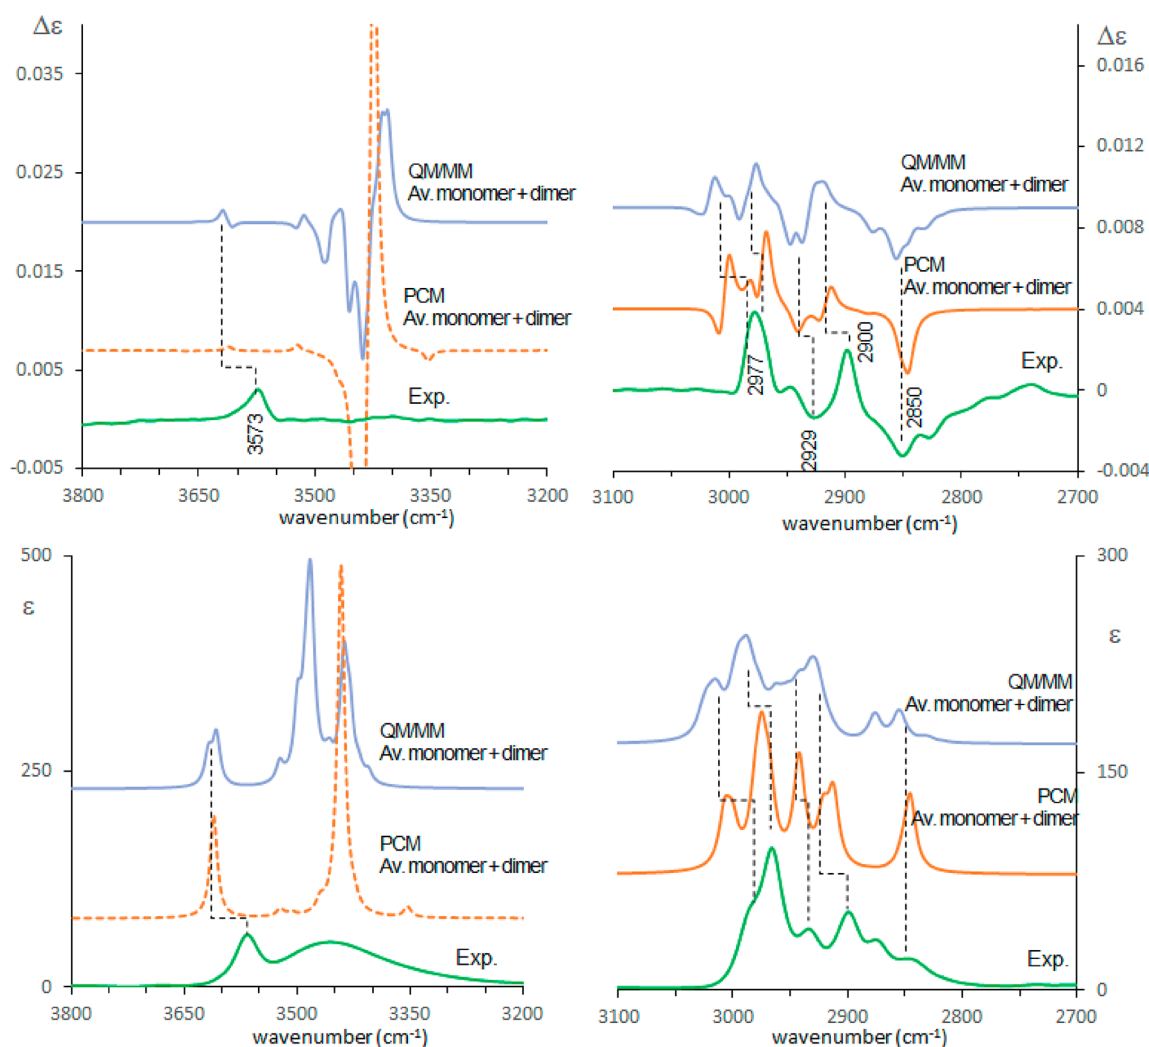 Δε
0.035
0.025
0.015
0.005
-0.005
QM/MM
Av. monomer + dimer
PCM
Av. monomer + dimer
Exp.
3573
3800 3650 3500 3350 3200
wavenumber (cm-1)
Δε
0.016
0.012
0.008
0.004
0
-0.004
QM/MM
Av. monomer + dimer
PCM
Av. monomer + dimer
Exp.
2977
2929
2900
2850
3100 3000 2900 2800 2700
wavenumber (cm-1)
500
ε
250
0
QM/MM
Av. monomer + dimer
PCM
Av. monomer + dimer
Exp.
3800 3650 3500 3350 3200
wavenumber (cm-1)
300
ε
150
0
QM/MM
Av. monomer + dimer
PCM
Av. monomer + dimer
Exp.
3100 3000 2900 2800 2700
wavenumber (cm-1)